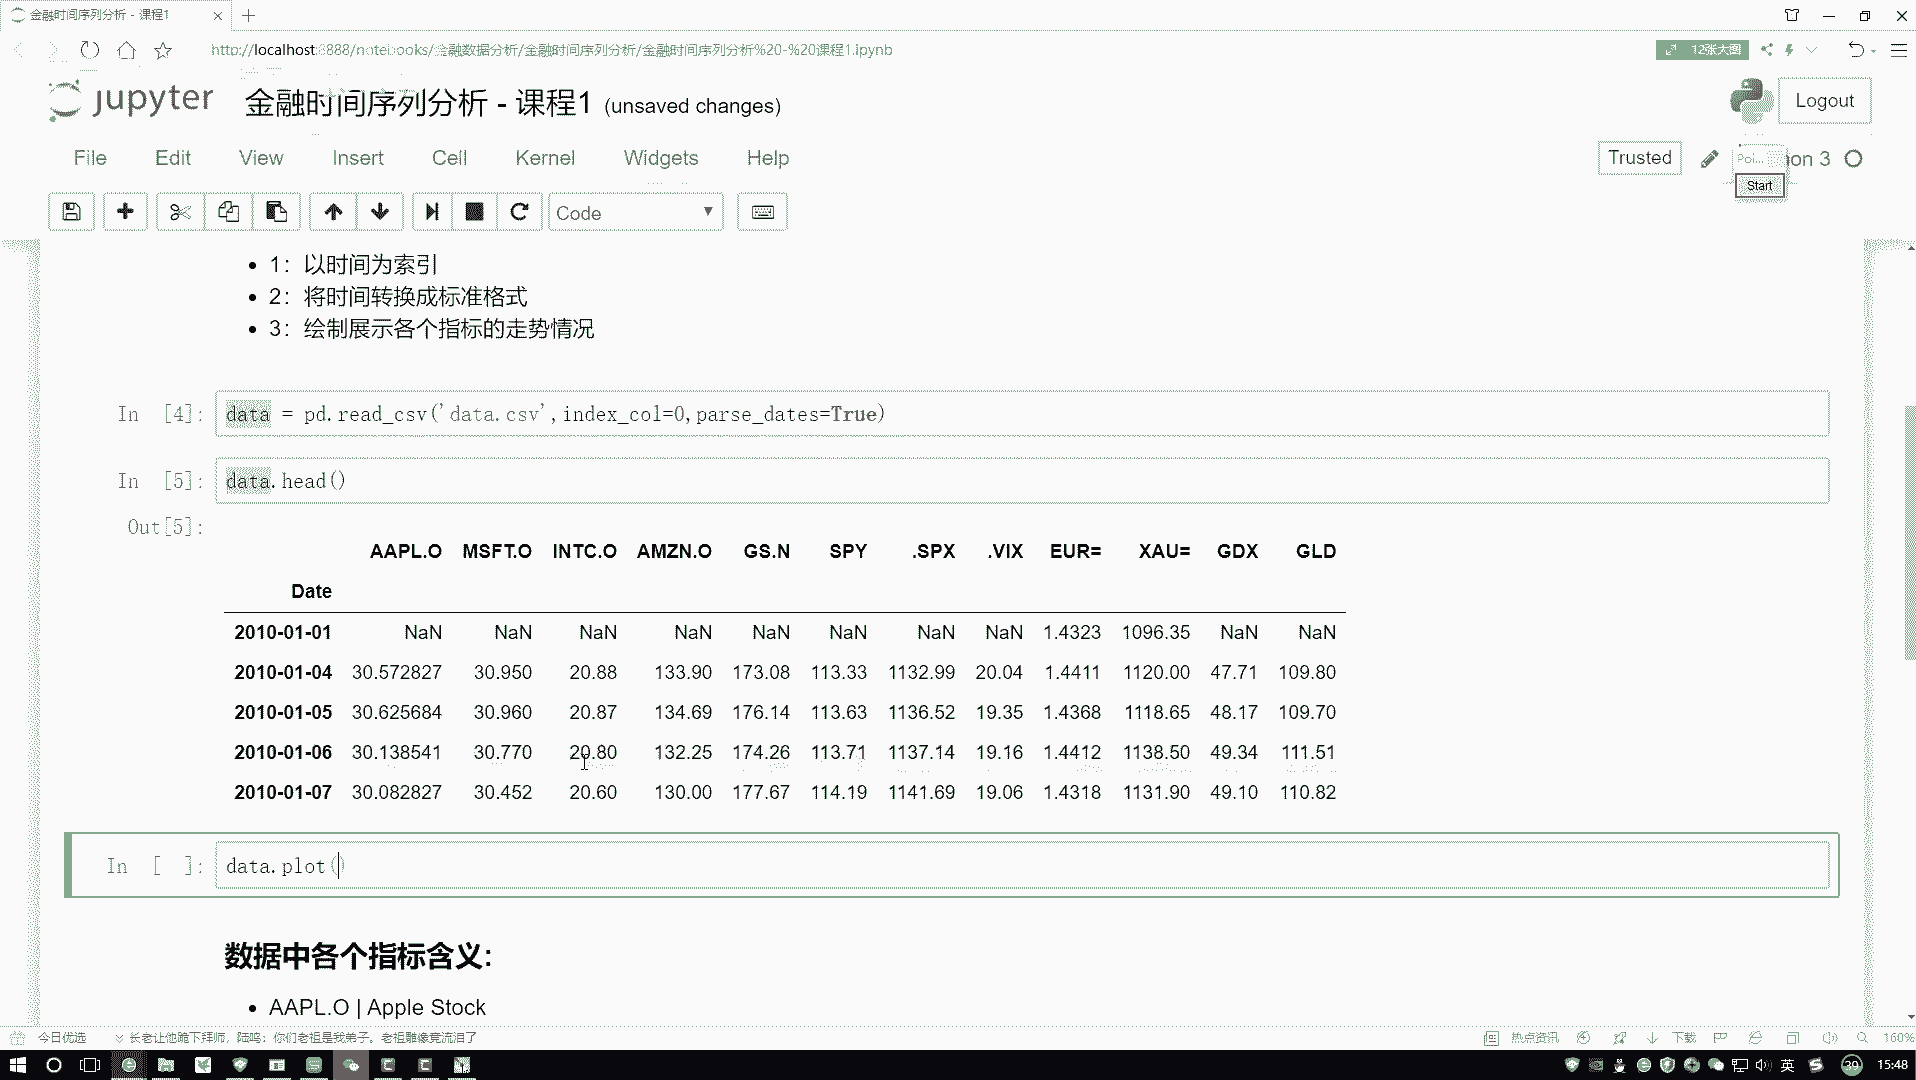 金融时间序列分析 - 课程1
http://localhost:8888/notebooks/金融数据分析/金融时间序列分析/金融时间序列分析%20-%20课程1.ipynb
12张大图
jupyter 金融时间序列分析 - 课程1 (unsaved changes)
Logout
File Edit View Insert Cell Kernel Widgets Help
Trusted
Poi... on 3
Start
Code
1：以时间为索引
2：将时间转换成标准格式
3：绘制展示各个指标的走势情况
In [4]: data = pd.read_csv('data.csv',index_col=0,parse_dates=True)
In [5]: data.head()
Out[5]:
AAPL.O MSFT.O INTC.O AMZN.O GS.N SPY .SPX .VIX EUR= XAU= GDX GLD
Date
2010-01-01 NaN NaN NaN NaN NaN NaN NaN NaN 1.4323 1096.35 NaN NaN
2010-01-04 30.572827 30.950 20.88 133.90 173.08 113.33 1132.99 20.04 1.4411 1120.00 47.71 109.80
2010-01-05 30.625684 30.960 20.87 134.69 176.14 113.63 1136.52 19.35 1.4368 1118.65 48.17 109.70
2010-01-06 30.138541 30.770 20.80 132.25 174.26 113.71 1137.14 19.16 1.4412 1138.50 49.34 111.51
2010-01-07 30.082827 30.452 20.60 130.00 177.67 114.19 1141.69 19.06 1.4318 1131.90 49.10 110.82
In [ ]: data.plot()
数据中各个指标含义:
AAPL.O | Apple Stock
今日优选 长老让他跪下拜师，陆鸣：你们老祖是我弟子。老祖雕像竟流泪了
热点资讯 下载 160%
英 39 15:48